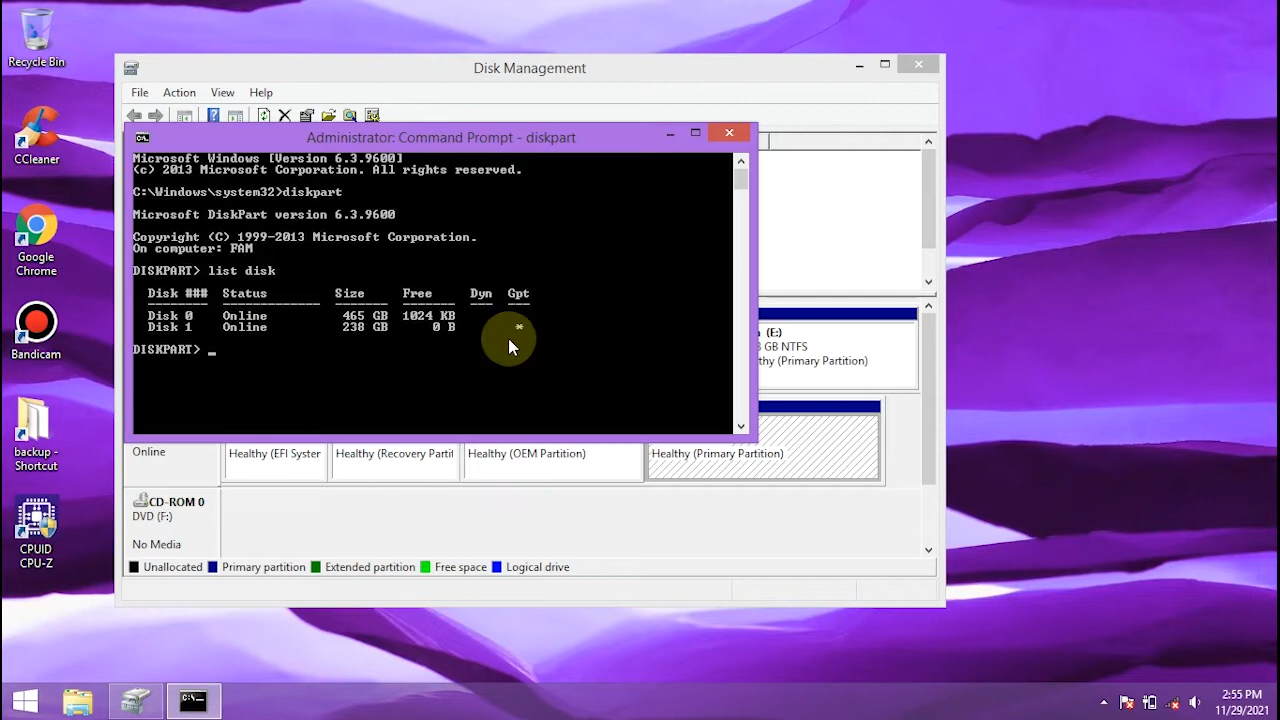 Recycle Bin
CCleaner
Google
Chrome
Bandicam
backup -
Shortcut
CPUID
CPU-Z
Disk Management
File Action View Help
Administrator: Command Prompt - diskpart
Microsoft Windows [Version 6.3.9600]
(c) 2013 Microsoft Corporation. All rights reserved.
C:\Windows\system32>diskpart
Microsoft DiskPart version 6.3.9600
Copyright (C) 1999-2013 Microsoft Corporation.
On computer: FAM
DISKPART> list disk
Disk ### Status Size Free Dyn Gpt
-------- ------------- ------- ------- --- ---
Disk 0 Online 465 GB 1024 KB
Disk 1 Online 238 GB 0 B *
DISKPART> _
(E:)
GB NTFS
(Primary Partition)
Online
Healthy (EFI Syster
Healthy (Recovery Parti
Healthy (OEM Partition)
Healthy (Primary Partition)
CD-ROM 0
DVD (F:)
No Media
Unallocated Primary partition Extended partition Free space Logical drive
C:\
2:55 PM
11/29/2021